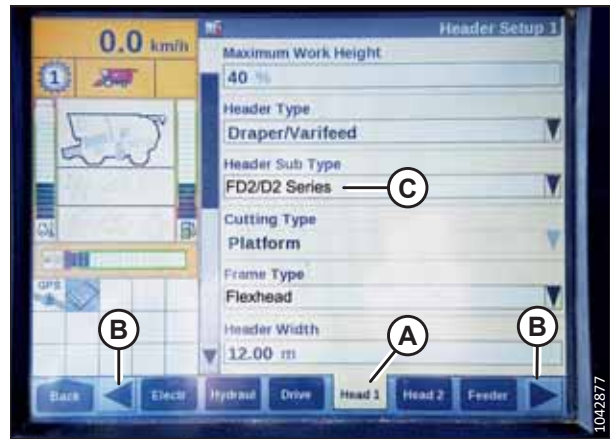 0.0 km/h
Header Setup 1
1
Maximum Work Height
40 %
Header Type
Draper/Varifeed
Header Sub Type
FD2/D2 Series
C
Cutting Type
Platform
GPS
Frame Type
Flexhead
Header Width
12.00 m
B
A
B
Back
Electr
Hydraul
Drive
Head 1
Head 2
Feeder
1042877